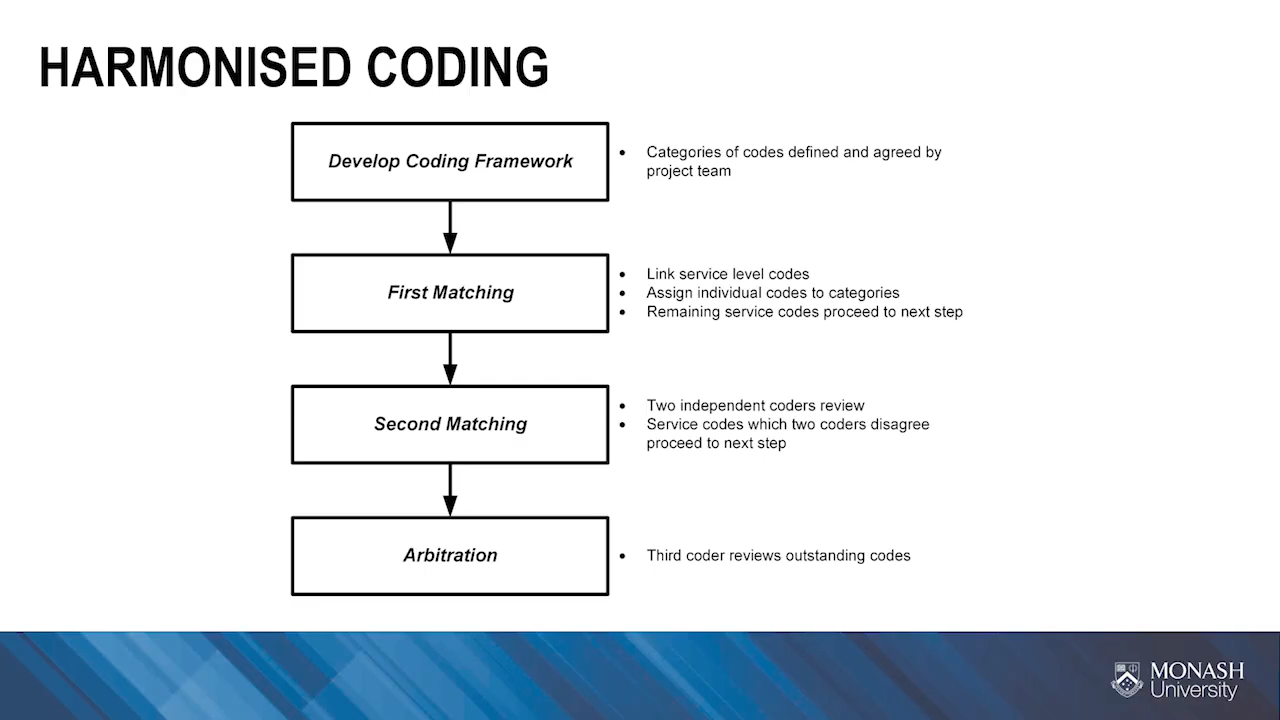 HARMONISED CODING
Develop Coding Framework
• Categories of codes defined and agreed by
project team
First Matching
• Link service level codes
• Assign individual codes to categories
• Remaining service codes proceed to next step
Second Matching
• Two independent coders review
• Service codes which two coders disagree
proceed to next step
Arbitration
• Third coder reviews outstanding codes
MONASH
University